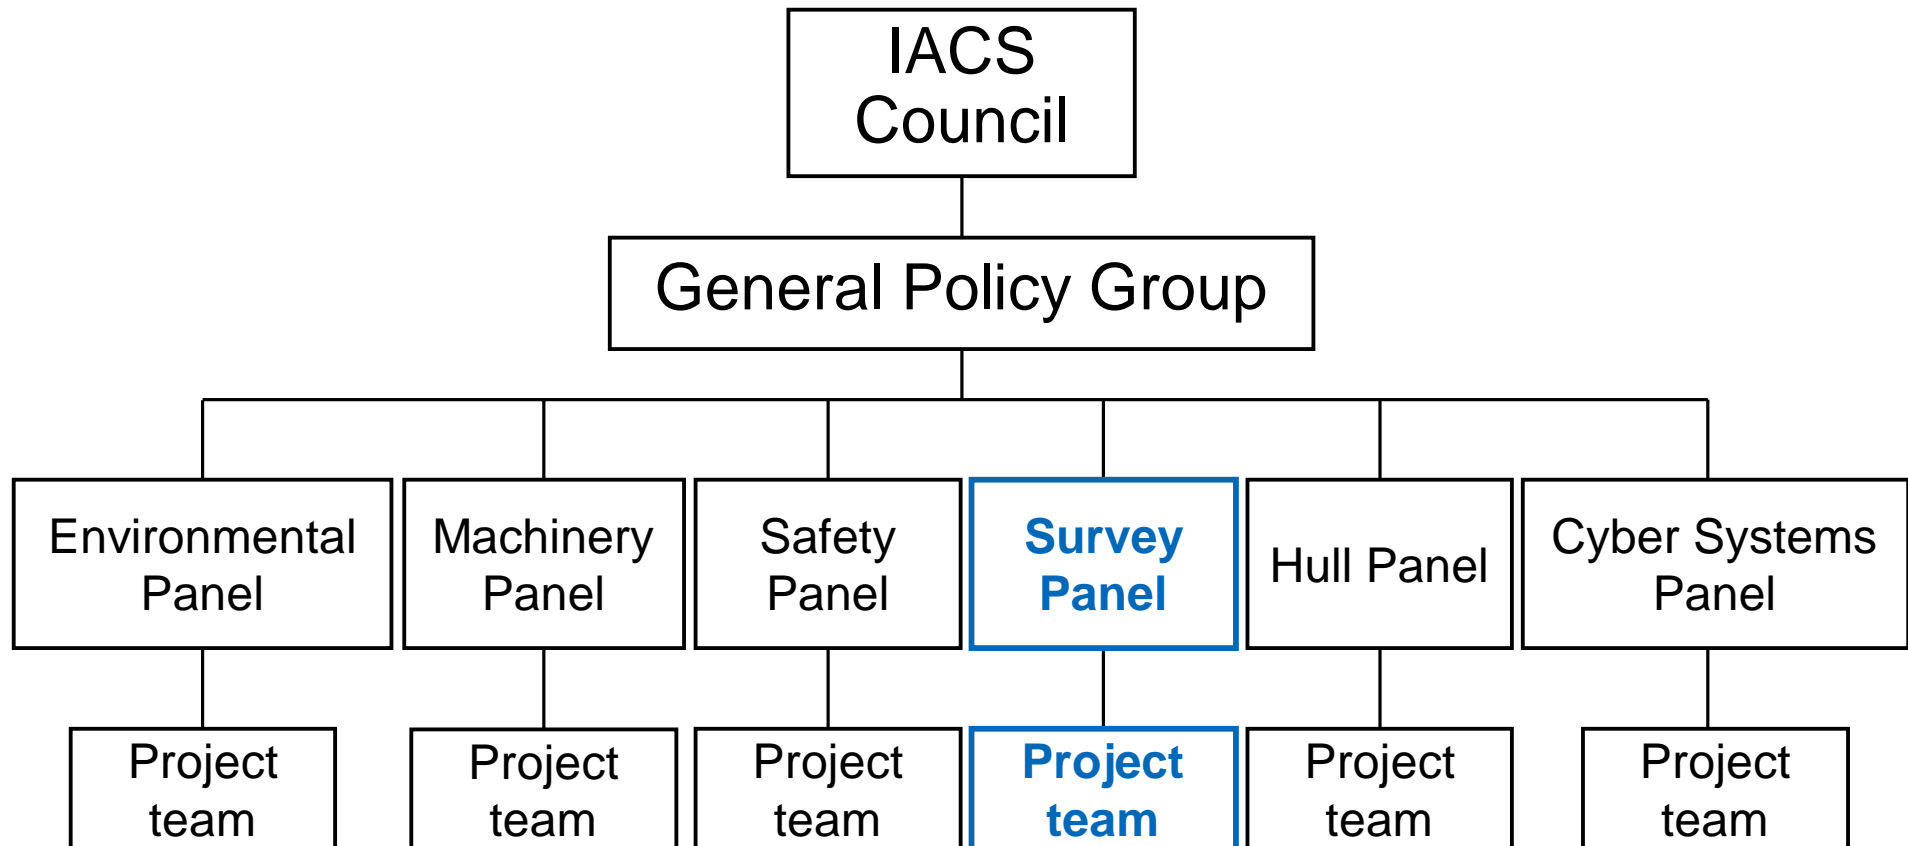 IACS
Council
General Policy Group
Environmental
Panel
Machinery
Panel
Safety
Panel
Survey
Panel
Hull Panel
Cyber Systems
Panel
Project
team
Project
team
Project
team
Project
team
Project
team
Project
team